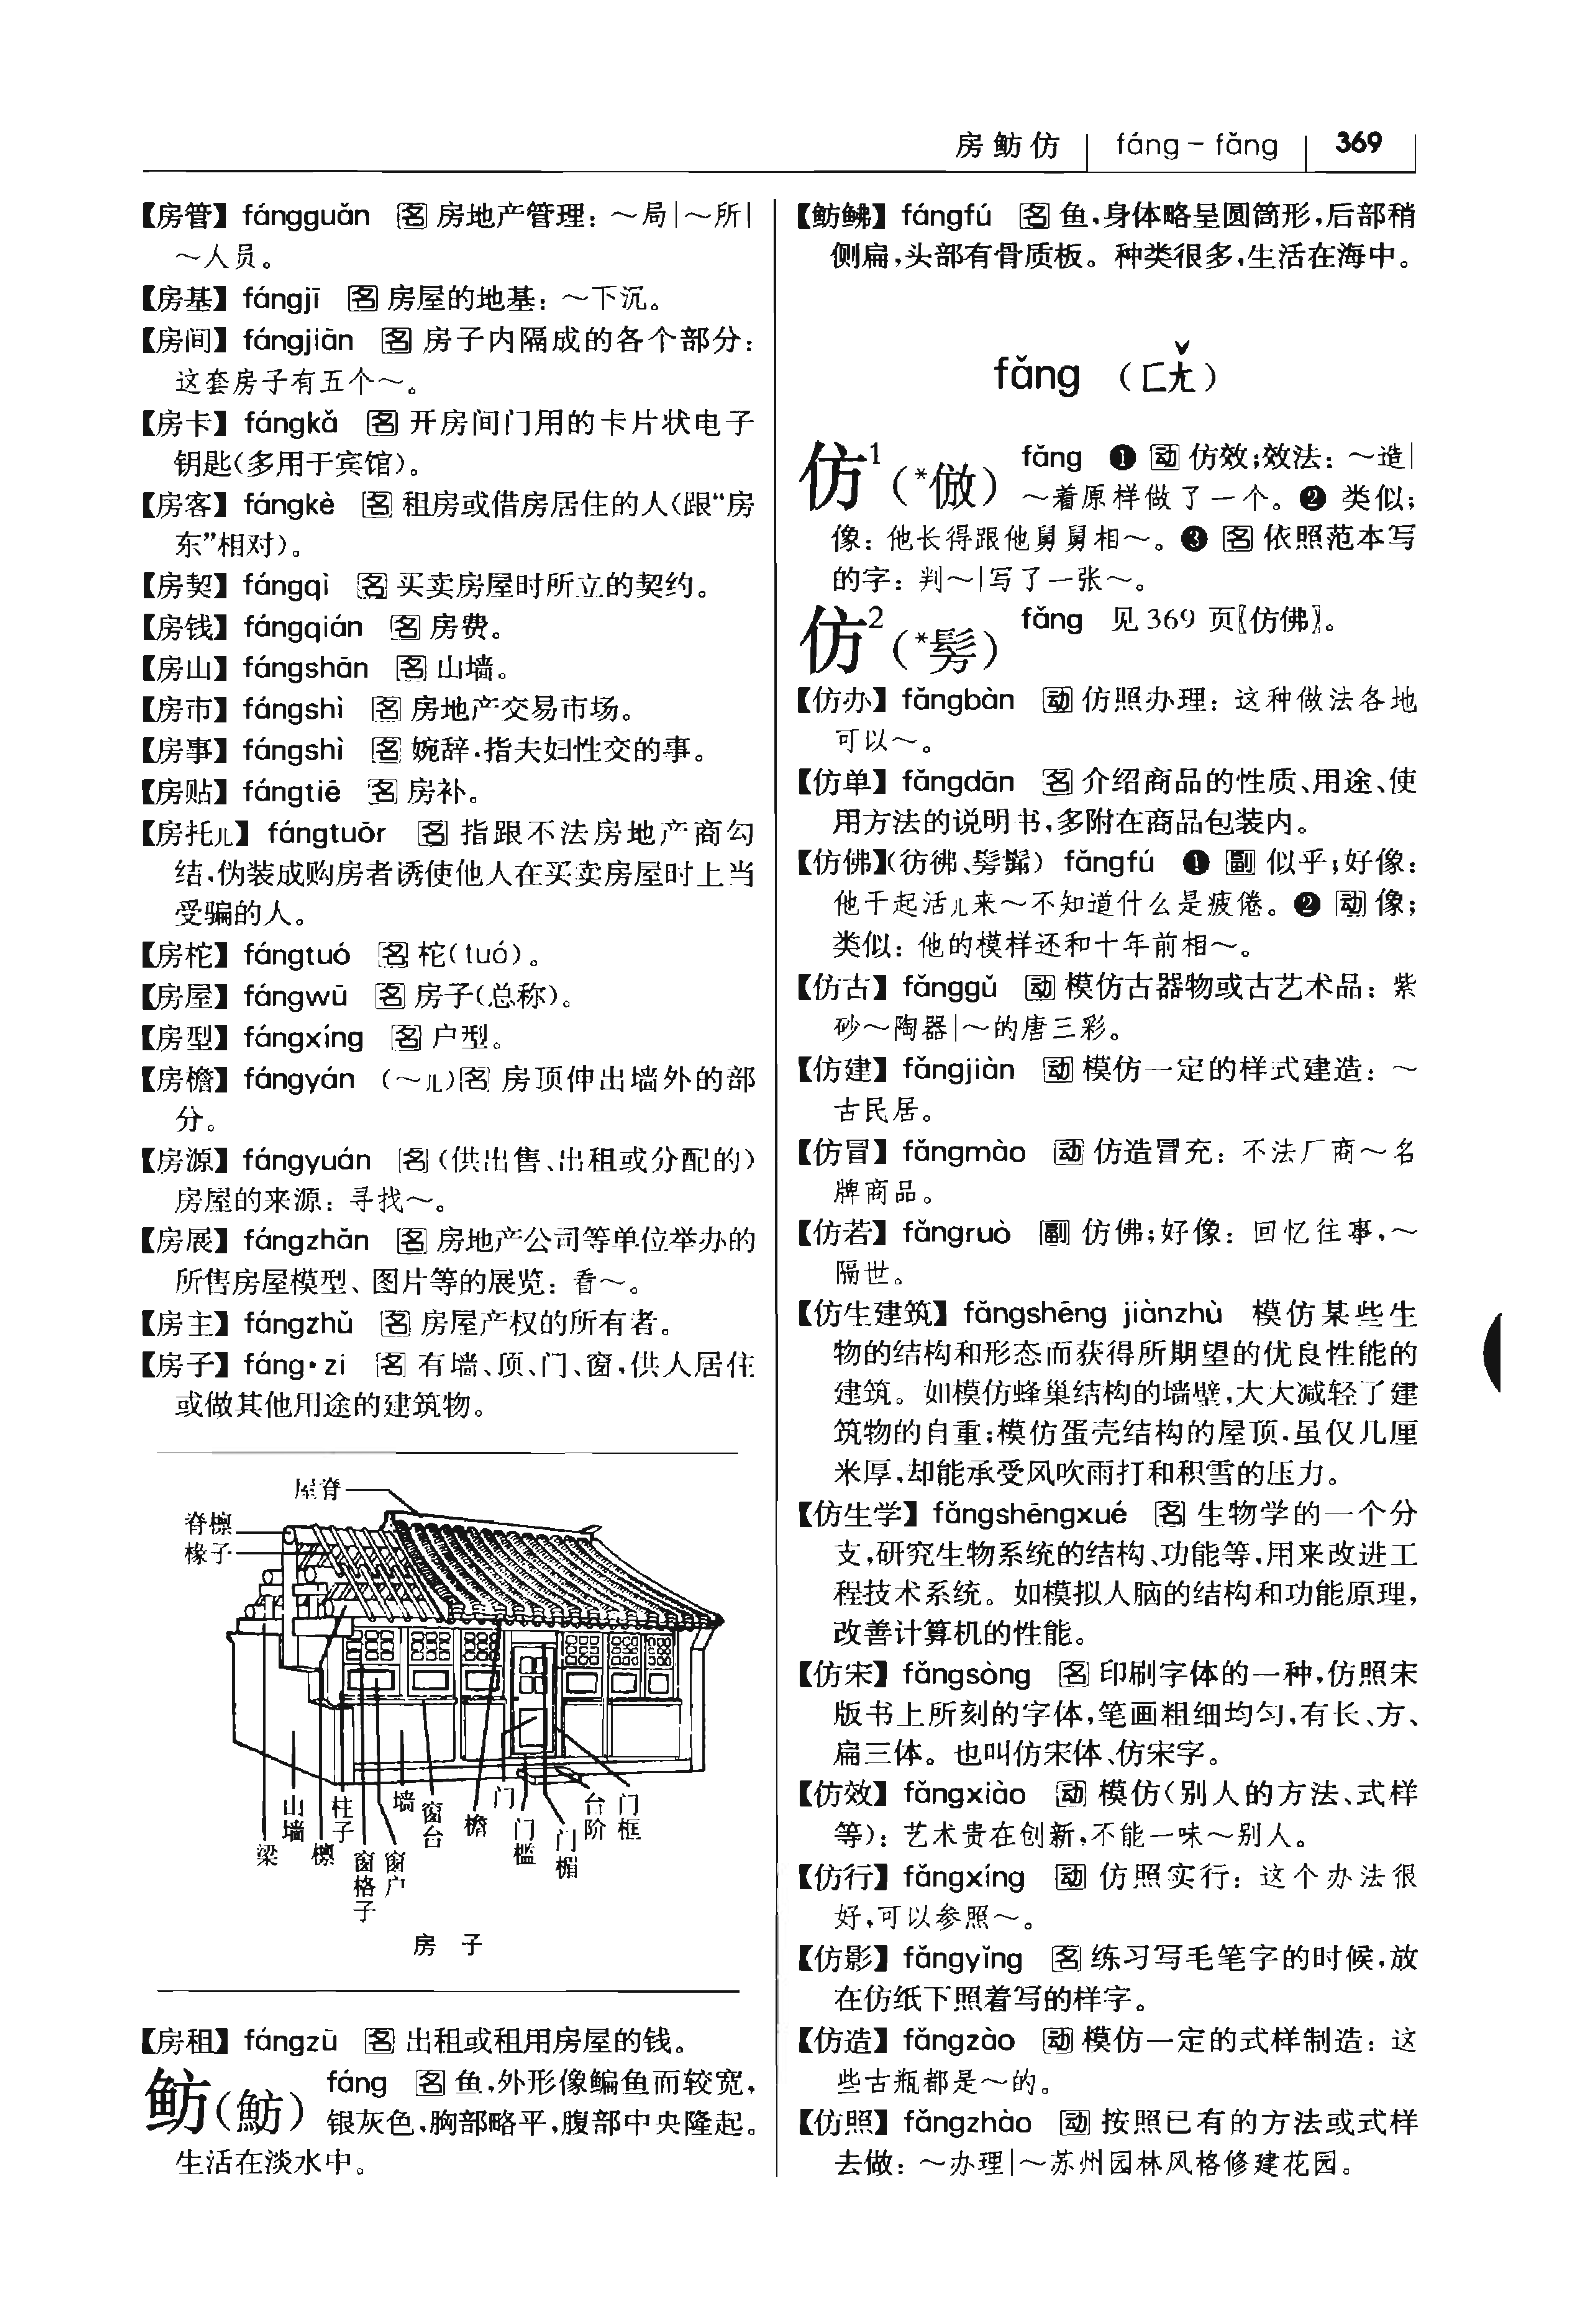 房 鲂 仿 | fáng – fǎng | 369
【房管】 fángguǎn 名 房地产管理：～局|～所|
～人员。
【房基】 fángjī 名 房屋的地基：～下沉。
【房间】 fángjiān 名 房子内隔成的各个部分：
这套房子有五个～。
【房卡】 fángkǎ 名 开房间门用的卡片状电子
钥匙（多用于宾馆）。
【房客】 fángkè 名 租房或借房居住的人（跟“房
东”相对）。
【房契】 fángqì 名 买卖房屋时所立的契约。
【房钱】 fángqián 名 房费。
【房山】 fángshān 名 山墙。
【房市】 fángshì 名 房地产交易市场。
【房事】 fángshì 名 婉辞，指夫妇性交的事。
【房贴】 fángtiē 名 房补。
【房托儿】 fángtuōr 名 指跟不法房地产商勾
结，伪装成购房者诱使他人在买卖房屋时上当
受骗的人。
【房柁】 fángtuó 名 柁（tuó）。
【房屋】 fángwū 名 房子（总称）。
【房型】 fángxíng 名 户型。
【房檐】 fángyán （～儿）名 房顶伸出墙外的部
分。
【房源】 fángyuán 名（供出售、出租或分配的）
房屋的来源：寻找～。
【房展】 fángzhǎn 名 房地产公司等单位举办的
所售房屋模型、图片等的展览：看～。
【房主】 fángzhǔ 名 房屋产权的所有者。
【房子】 fáng·zi 名 有墙、顶、门、窗，供人居住
或做其他用途的建筑物。
屋脊
脊檩
椽子
梁
山墙
檩
柱子
窗格子
窗户
墙
窗台
檐
门
门槛
门楣
台阶
门框
房 子
【房租】 fángzū 名 出租或租用房屋的钱。
鲂（魴） fáng 名 鱼，外形像鳊鱼而较宽，
银灰色，胸部略平，腹部中央隆起。
生活在淡水中。
【鲂鮄】 fángfú 名 鱼，身体略呈圆筒形，后部稍
侧扁，头部有骨质板。种类很多，生活在海中。
fǎng （ㄈㄤˇ）
仿1（*倣） fǎng ❶ 动 仿效；效法：～造|
～着原样做了一个。❷ 类似；
像：他长得跟他舅舅相～。❸ 名 依照范本写
的字：判～|写了一张～。
仿2（*髣） fǎng 见 369 页〖仿佛〗。
【仿办】 fǎngbàn 动 仿照办理：这种做法各地
可以～。
【仿单】 fǎngdān 名 介绍商品的性质、用途、使
用方法的说明书，多附在商品包装内。
【仿佛】（彷彿、髣髴） fǎngfú ❶ 副 似乎；好像：
他干起活儿来～不知道什么是疲倦。❷ 动 像；
类似：他的模样还和十年前相～。
【仿古】 fǎnggǔ 动 模仿古器物或古艺术品：紫
砂～陶器|～的唐三彩。
【仿建】 fǎngjiàn 动 模仿一定的样式建造：～
古民居。
【仿冒】 fǎngmào 动 仿造冒充：不法厂商～名
牌商品。
【仿若】 fǎngruò 副 仿佛；好像：回忆往事，～
隔世。
【仿生建筑】 fǎngshēng jiànzhù 模仿某些生
物的结构和形态而获得所期望的优良性能的
建筑。如模仿蜂巢结构的墙壁，大大减轻了建
筑物的自重；模仿蛋壳结构的屋顶，虽仅几厘
米厚，却能承受风吹雨打和积雪的压力。
【仿生学】 fǎngshēngxué 名 生物学的一个分
支，研究生物系统的结构、功能等，用来改进工
程技术系统。如模拟人脑的结构和功能原理，
改善计算机的性能。
【仿宋】 fǎngsòng 名 印刷字体的一种，仿照宋
版书上所刻的字体，笔画粗细均匀，有长、方、
扁三体。也叫仿宋体、仿宋字。
【仿效】 fǎngxiào 动 模仿（别人的方法、式样
等）：艺术贵在创新，不能一味～别人。
【仿行】 fǎngxíng 动 仿照实行：这个办法很
好，可以参照～。
【仿影】 fǎngyǐng 名 练习写毛笔字的时候，放
在仿纸下照着写的样字。
【仿造】 fǎngzào 动 模仿一定的式样制造：这
些古瓶都是～的。
【仿照】 fǎngzhào 动 按照已有的方法或式样
去做：～办理|～苏州园林风格修建花园。